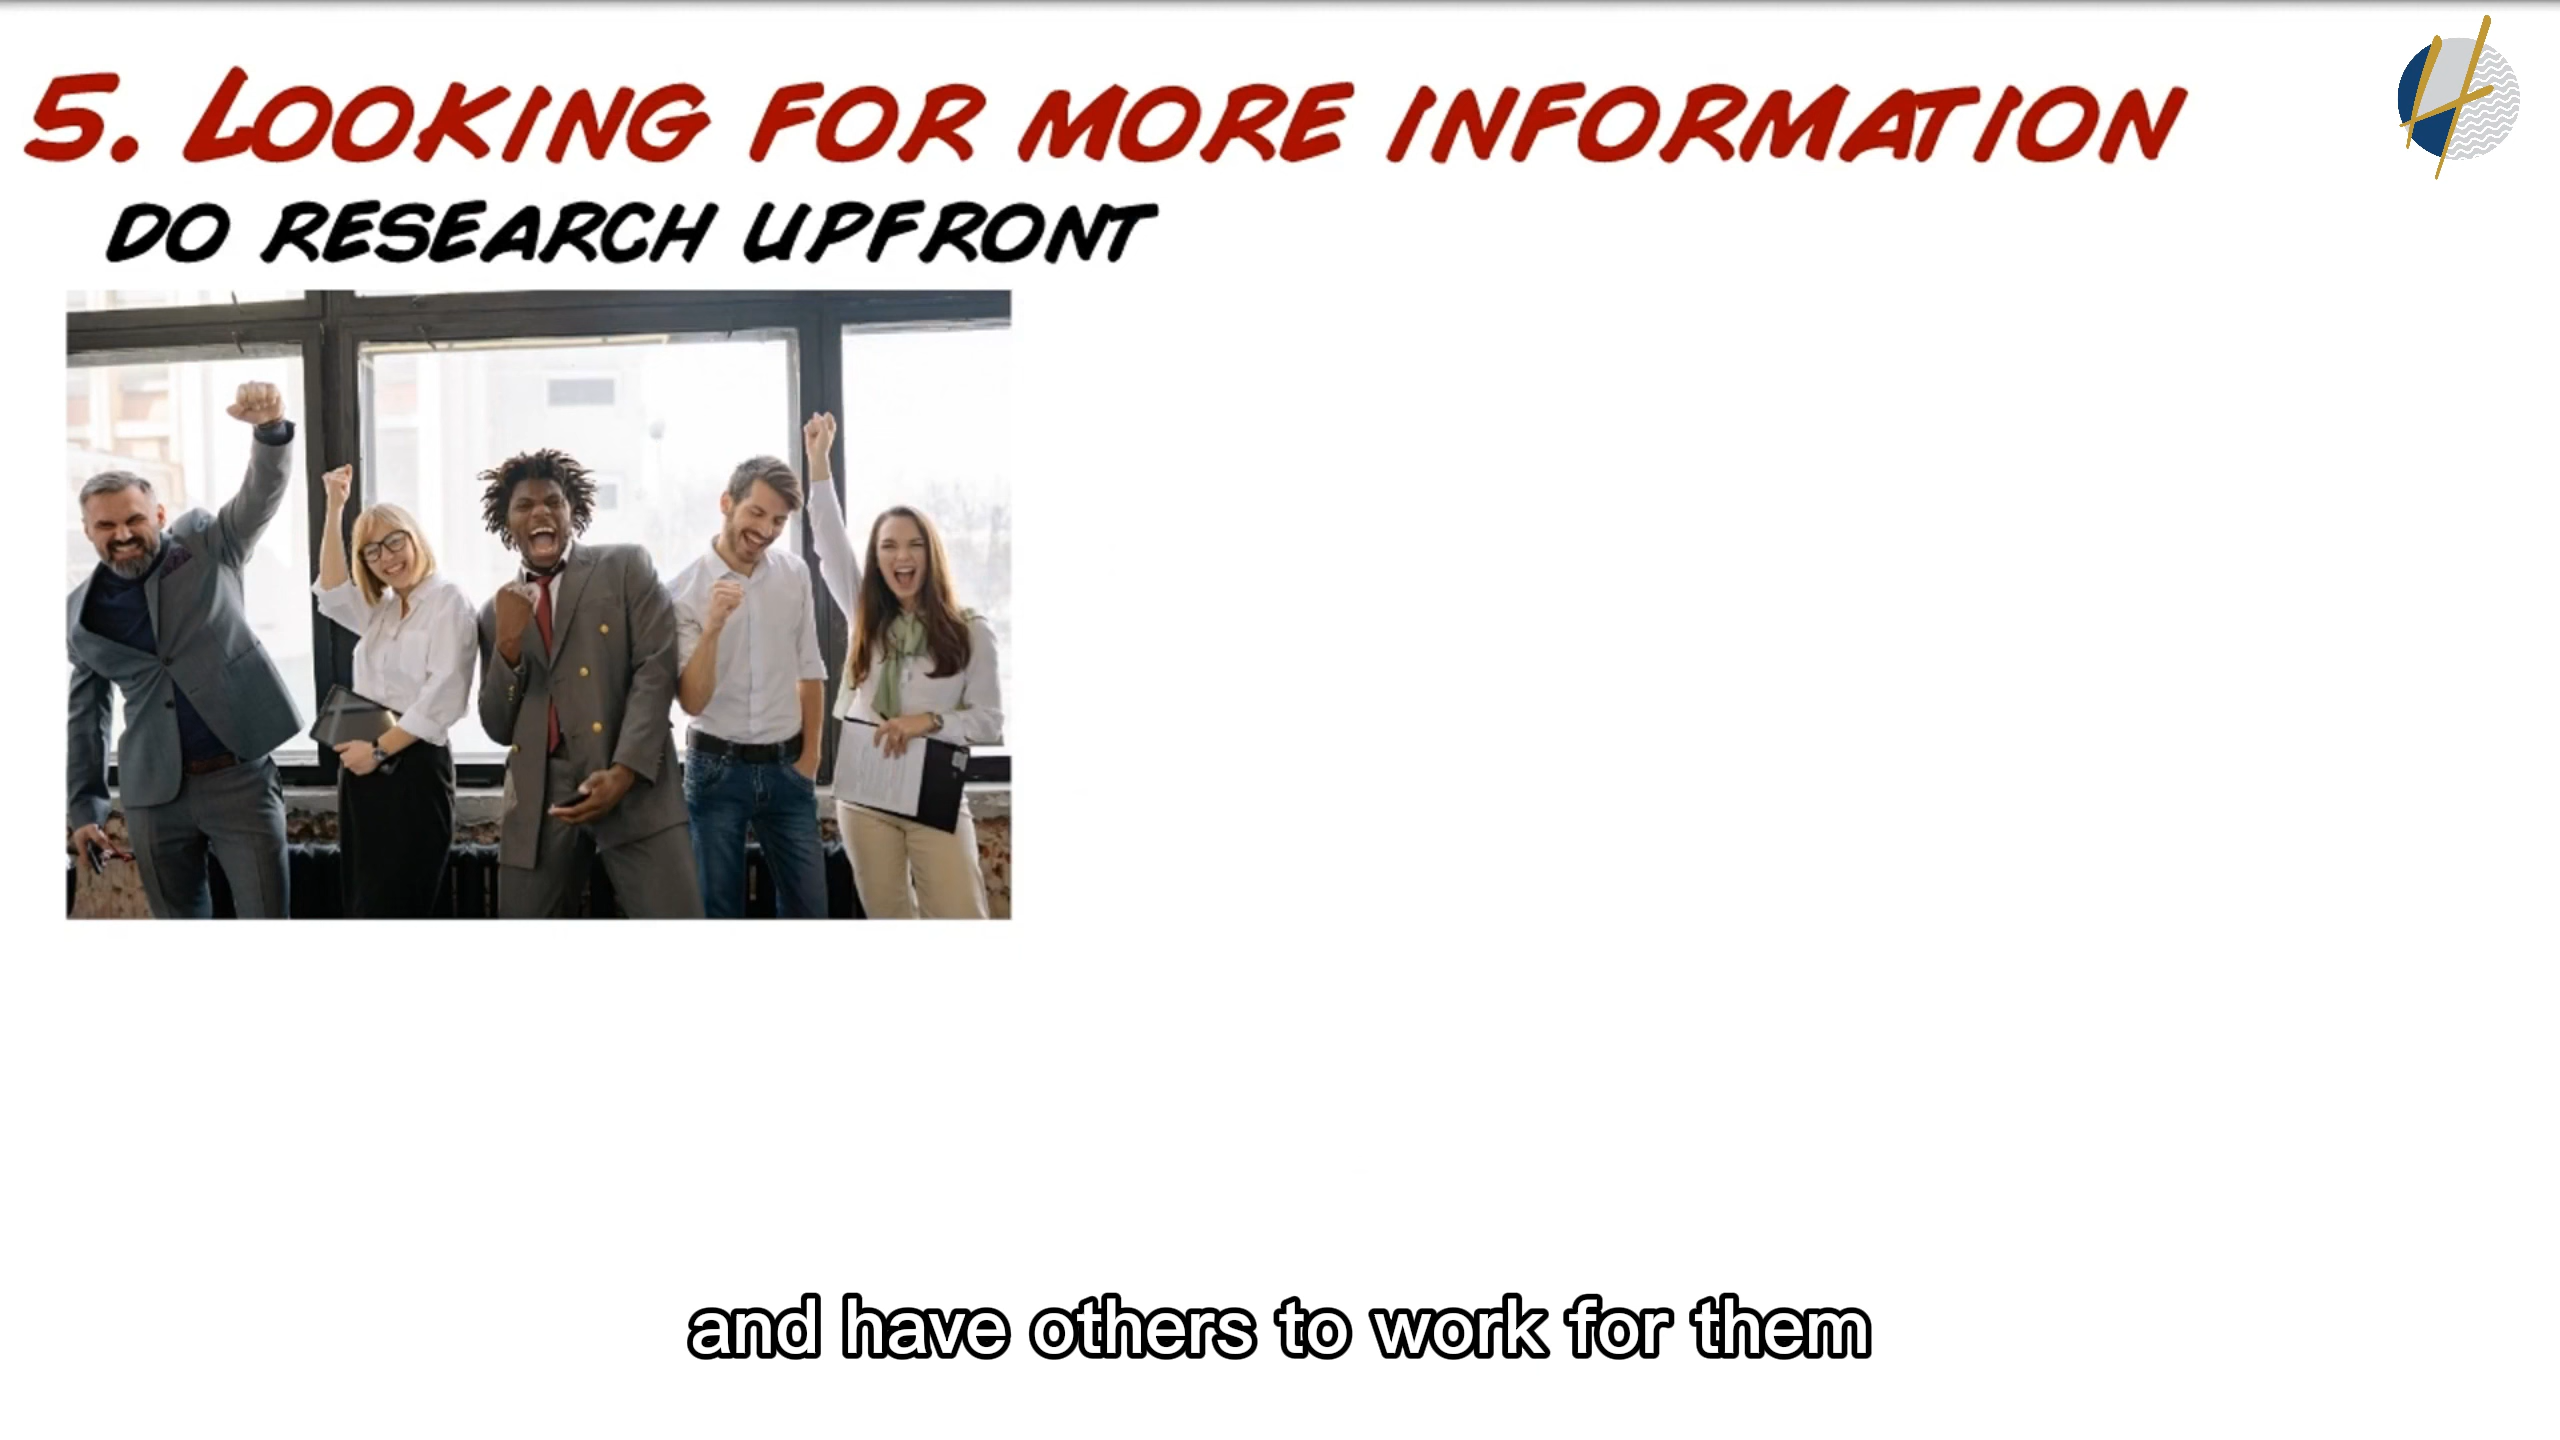 5. LOOKING FOR MORE INFORMATION
DO RESEARCH UPFRONT
and have others to work for them